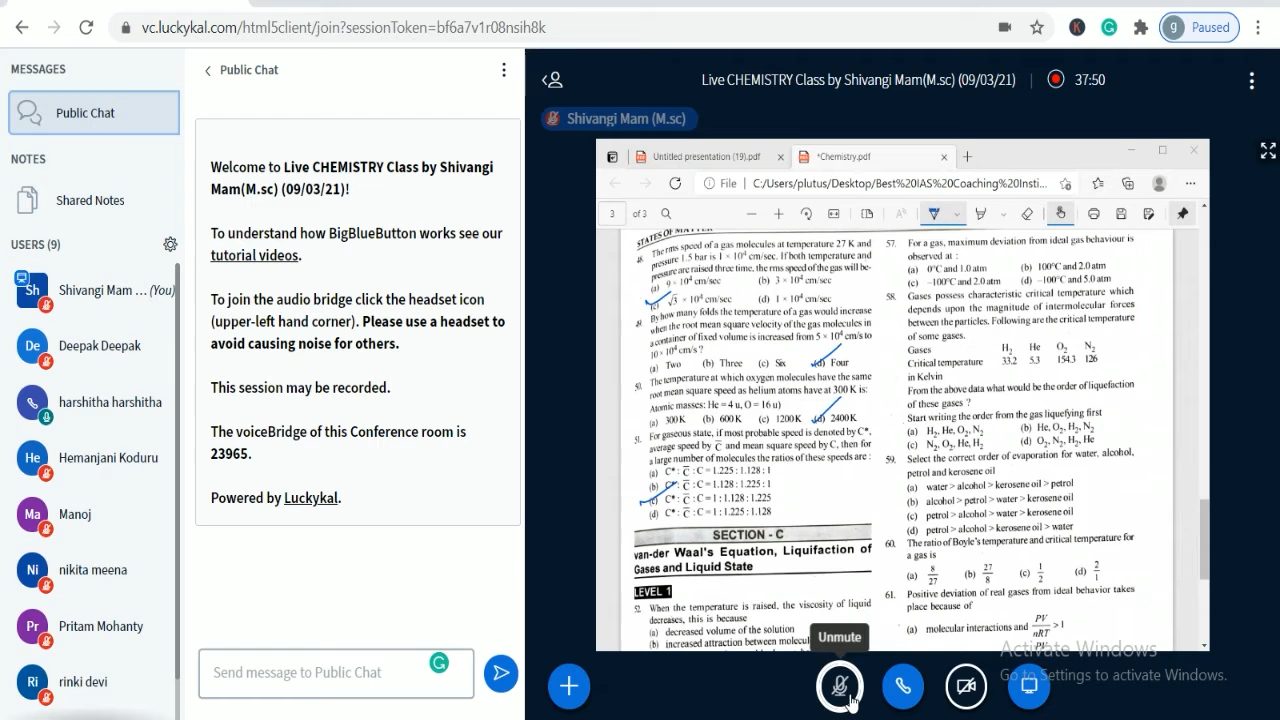 vc.luckykal.com/html5client/join?sessionToken=bf6a7v1r08nsih8k
K
g
Paused
MESSAGES
Public Chat
NOTES
Shared Notes
USERS (9)
Sh
Shivangi Mam ... (You)
De
Deepak Deepak
harshitha harshitha
He
Hemanjani Koduru
Ma
Manoj
Ni
nikita meena
Pr
Pritam Mohanty
Ri
rinki devi
Public Chat
Welcome to Live CHEMISTRY Class by Shivangi
Mam(M.sc) (09/03/21)!
To understand how BigBlueButton works see our
tutorial videos.
To join the audio bridge click the headset icon
(upper-left hand corner). Please use a headset to
avoid causing noise for others.
This session may be recorded.
The voiceBridge of this Conference room is
23965.
Powered by Luckykal.
Send message to Public Chat
Live CHEMISTRY Class by Shivangi Mam(M.sc) (09/03/21)
37:50
Shivangi Mam (M.sc)
Untitled presentation (19).pdf
*Chemistry.pdf
File
C:/Users/plutus/Desktop/Best%20IAS%20Coaching%20Insti...
3
of 3
STATES OF MATTER
48. The rms speed of a gas molecules at temperature 27 K and
pressure 1.5 bar is 1 × 10⁴ cm/sec. If both temperature and
pressure are raised three time, the rms speed of the gas will be-
(a) 9 × 10⁴ cm/sec (b) 3 × 10⁴ cm/sec
(c) √3 × 10⁴ cm/sec (d) 1 × 10⁴ cm/sec
49. By how many folds the temperature of a gas would increase
when the root mean square velocity of the gas molecules in
a container of fixed volume is increased from 5 × 10⁴ cm/s to
10 × 10⁴ cm/s ?
(a) Two (b) Three (c) Six (d) Four
50. The temperature at which oxygen molecules have the same
root mean square speed as helium atoms have at 300 K is:
Atomic masses: He = 4 u, O = 16 u)
(a) 300 K (b) 600 K (c) 1200 K (d) 2400K
51. For gaseous state, if most probable speed is denoted by C*,
average speed by C̅ and mean square speed by C, then for
a large number of molecules the ratios of these speeds are :
(a) C* : C̅ : C = 1.225 : 1.128 : 1
(b) C* : C̅ : C = 1.128 : 1.225 : 1
(c) C* : C̅ : C = 1 : 1.128 : 1.225
(d) C* : C̅ : C = 1 : 1.225 : 1.128
SECTION - C
van-der Waal's Equation, Liquifaction of
Gases and Liquid State
LEVEL 1
52. When the temperature is raised, the viscosity of liquid
decreases, this is because
(a) decreased volume of the solution
(b) increased attraction between
57. For a gas, maximum deviation from ideal gas behaviour is
observed at :
(a) 0°C and 1.0 atm (b) 100°C and 2.0 atm
(c) –100°C and 2.0 atm (d) –100°C and 5.0 atm
58. Gases possess characteristic critical temperature which
depends upon the magnitude of intermolecular forces
between the particles. Following are the critical temperature
of some gases.
Gases H₂ He O₂ N₂
Critical temperature 33.2 5.3 154.3 126
in Kelvin
From the above data what would be the order of liquefaction
of these gases ?
Start writing the order from the gas liquefying first
(a) H₂, He, O₂, N₂ (b) He, O₂, H₂, N₂
(c) N₂, O₂, He, H₂ (d) O₂, N₂, H₂, He
59. Select the correct order of evaporation for water, alcohol,
petrol and kerosene oil
(a) water > alcohol > kerosene oil > petrol
(b) alcohol > petrol > water > kerosene oil
(c) petrol > alcohol > water > kerosene oil
(d) petrol > alcohol > kerosene oil > water
60. The ratio of Boyle's temperature and critical temperature for
a gas is
(a) 8/27 (b) 27/8 (c) 1/2 (d) 2/1
61. Positive deviation of real gases from ideal behavior takes
place because of
(a) molecular interactions and PV/nRT > 1
Unmute
Activate Windows
Go to Settings to activate Windows.